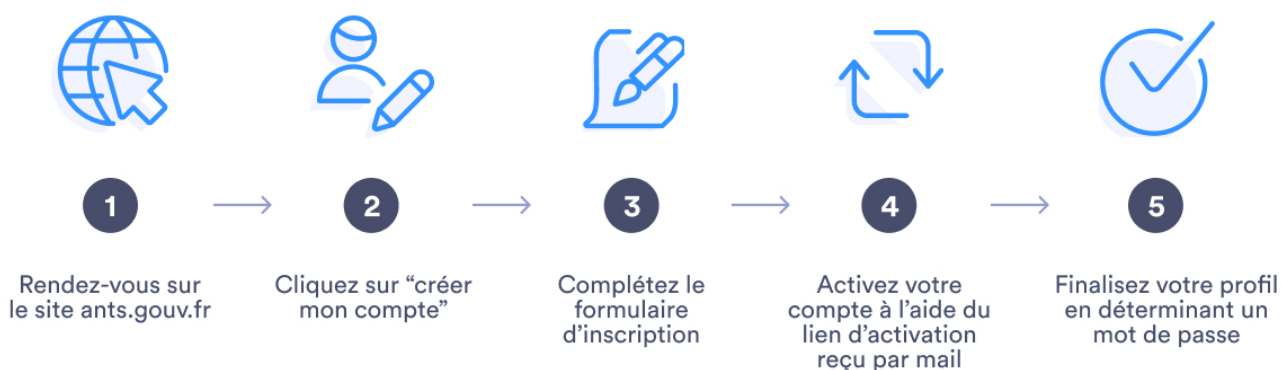 1
2
3
4
5
Rendez-vous sur
le site ants.gouv.fr
Cliquez sur “créer
mon compte”
Complétez le
formulaire
d’inscription
Activez votre
compte à l’aide du
lien d’activation
reçu par mail
Finalisez votre profil
en déterminant un
mot de passe